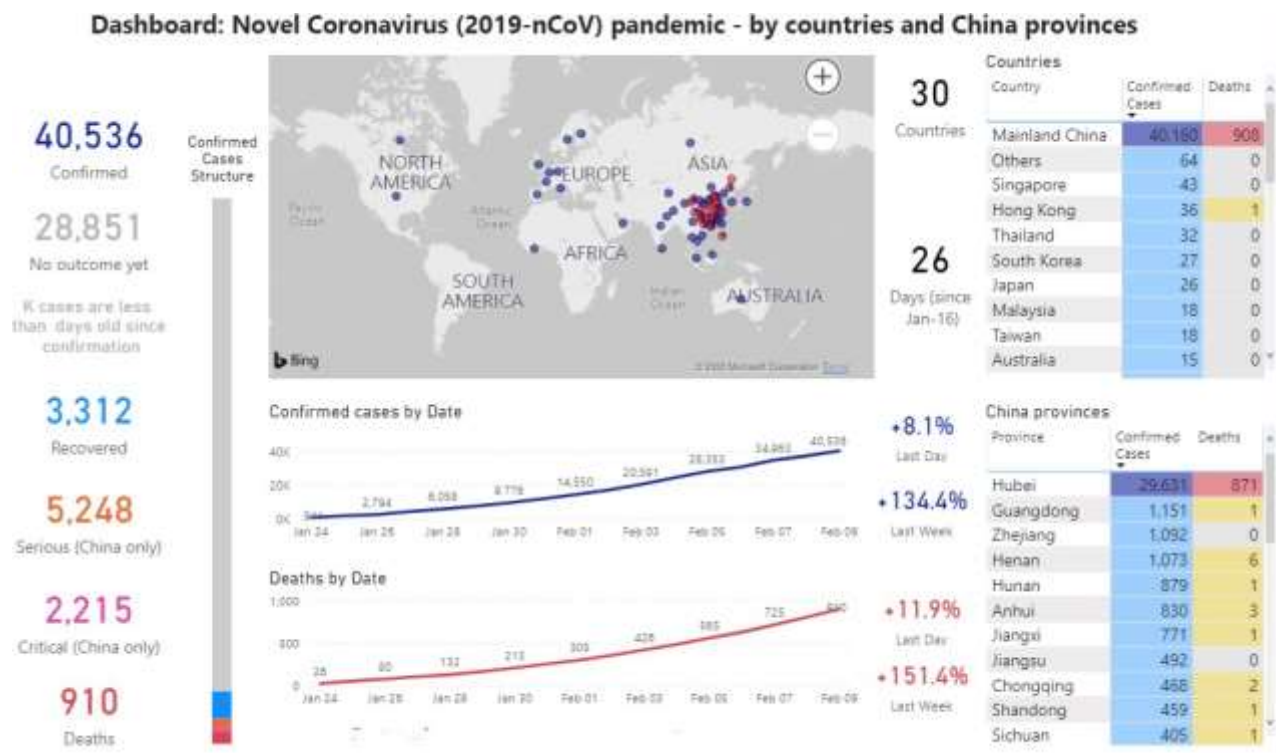 Dashboard: Novel Coronavirus (2019-nCoV) pandemic - by countries and China provinces
40,536
Confirmed
28,851
No outcome yet
K cases are less
than days old since
confirmation
3,312
Recovered
5,248
Serious (China only)
2,215
Critical (China only)
910
Deaths
Confirmed
Cases
Structure
NORTH
AMERICA
EUROPE
ASIA
Atlantic
Ocean
AFRICA
SOUTH
AMERICA
Indian
Ocean
AUSTRALIA
Bing
30
Countries
26
Days (since
Jan-16)
Countries
Country Confirmed Cases Deaths
Mainland China 40,160 908
Others 64 0
Singapore 43 0
Hong Kong 36 1
Thailand 32 0
South Korea 27 0
Japan 26 0
Malaysia 18 0
Taiwan 18 0
Australia 15 0
Confirmed cases by Date
40K
20K
0K
2,794 14,550 20,591 34,963 40,536
Jan 24 Jan 26 Jan 28 Jan 30 Feb 01 Feb 03 Feb 05 Feb 07 Feb 09
+8.1%
Last Day
+134.4%
Last Week
Deaths by Date
1,000
500
0
26 80 132 213 426 725
Jan 24 Jan 26 Jan 28 Jan 30 Feb 01 Feb 03 Feb 05 Feb 07 Feb 09
+11.9%
Last Day
+151.4%
Last Week
China provinces
Province Confirmed Cases Deaths
Hubei 29,631 871
Guangdong 1,151 1
Zhejiang 1,092 0
Henan 1,073 6
Hunan 879 1
Anhui 830 3
Jiangxi 771 1
Jiangsu 492 0
Chongqing 468 2
Shandong 459 1
Sichuan 405 1